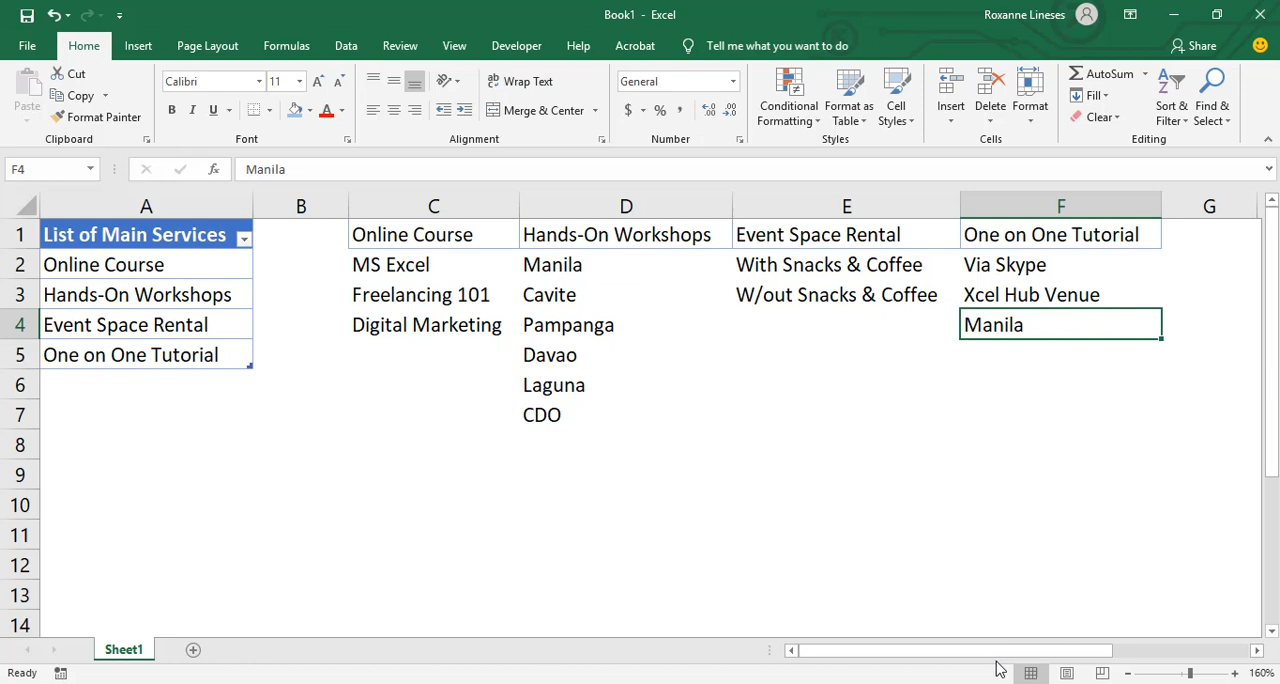 Book1 - Excel
Roxanne Lineses
File Home Insert Page Layout Formulas Data Review View Developer Help Acrobat Tell me what you want to do Share
Paste
Cut
Copy
Format Painter
Clipboard
Calibri 11
B I U
Font
Wrap Text
Merge & Center
Alignment
General
$ % ,
Number
Conditional Formatting
Format as Table
Cell Styles
Styles
Insert Delete Format
Cells
AutoSum
Fill
Clear
Sort & Filter
Find & Select
Editing
F4 fx Manila
A B C D E F G
1 List of Main Services Online Course Hands-On Workshops Event Space Rental One on One Tutorial
2 Online Course MS Excel Manila With Snacks & Coffee Via Skype
3 Hands-On Workshops Freelancing 101 Cavite W/out Snacks & Coffee Xcel Hub Venue
4 Event Space Rental Digital Marketing Pampanga Manila
5 One on One Tutorial Davao
6 Laguna
7 CDO
8
9
10
11
12
13
14
Sheet1
Ready 160%